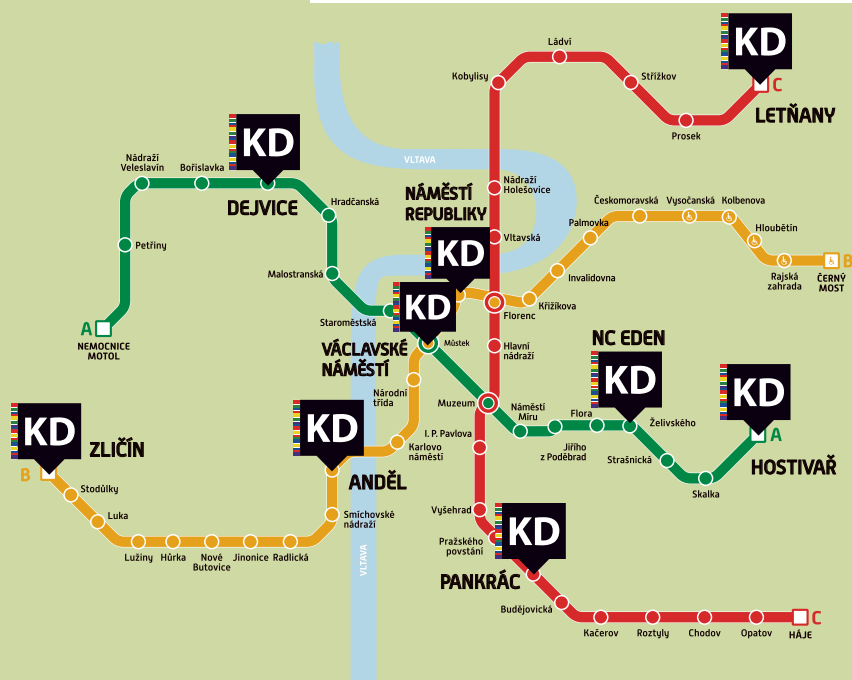 KD
LETŇANY
C
Ládví
Kobylisy
Střížkov
Prosek
KD
DEJVICE
Nádraží
Veleslavín
Bořislavka
Hradčanská
Petřiny
Malostranská
Staroměstská
A
NEMOCNICE
MOTOL
VLTAVA
Nádraží
Holešovice
NÁMĚSTÍ
REPUBLIKY
KD
Vltavská
Českomoravská
Vysočanská
Kolbenova
Palmovka
Hloubětín
Invalidovna
Rajská
zahrada
B
ČERNÝ
MOST
Křižíkova
Florenc
KD
VÁCLAVSKÉ
NÁMĚSTÍ
Můstek
Hlavní
nádraží
NC EDEN
KD
Národní
třída
Muzeum
Náměstí
Míru
Flora
Želivského
Jiřího
z Poděbrad
Strašnická
Skalka
KD
A
HOSTIVAŘ
KD
ZLIČÍN
B
Stodůlky
Luka
Lužiny
Hůrka
Nové
Butovice
Jinonice
Radlická
KD
ANDĚL
Karlovo
náměstí
Smíchovské
nádraží
VLTAVA
I. P. Pavlova
Vyšehrad
Pražského
povstání
KD
PANKRÁC
Budějovická
Kačerov
Roztyly
Chodov
Opatov
C
HÁJE